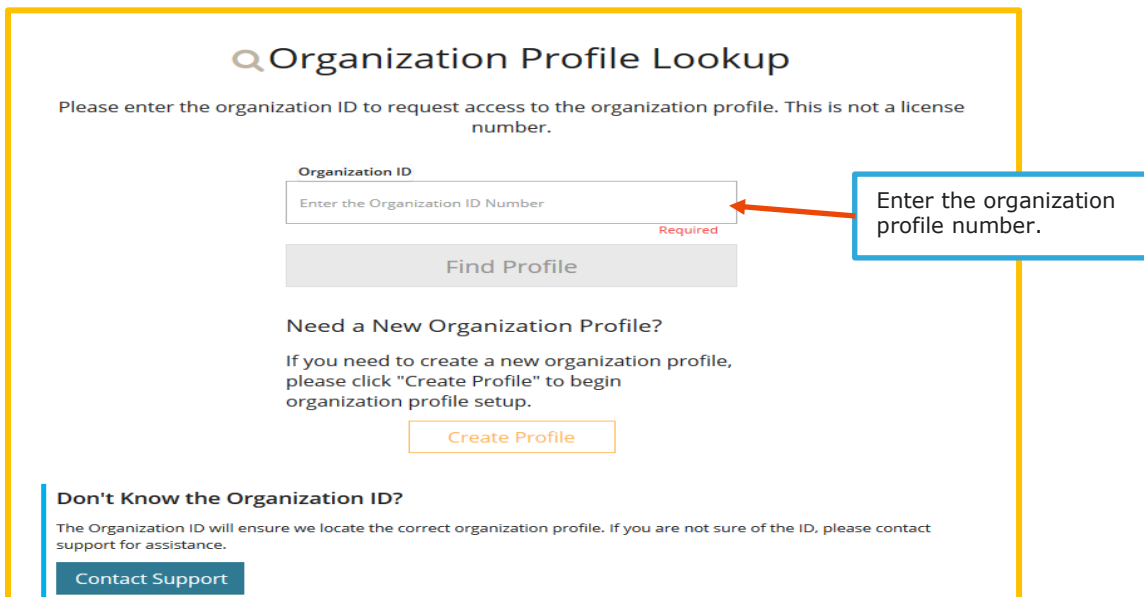 Organization Profile Lookup
Please enter the organization ID to request access to the organization profile. This is not a license
number.
Organization ID
Enter the Organization ID Number
Required
Enter the organization
profile number.
Find Profile
Need a New Organization Profile?
If you need to create a new organization profile,
please click "Create Profile" to begin
organization profile setup.
Create Profile
Don't Know the Organization ID?
The Organization ID will ensure we locate the correct organization profile. If you are not sure of the ID, please contact
support for assistance.
Contact Support